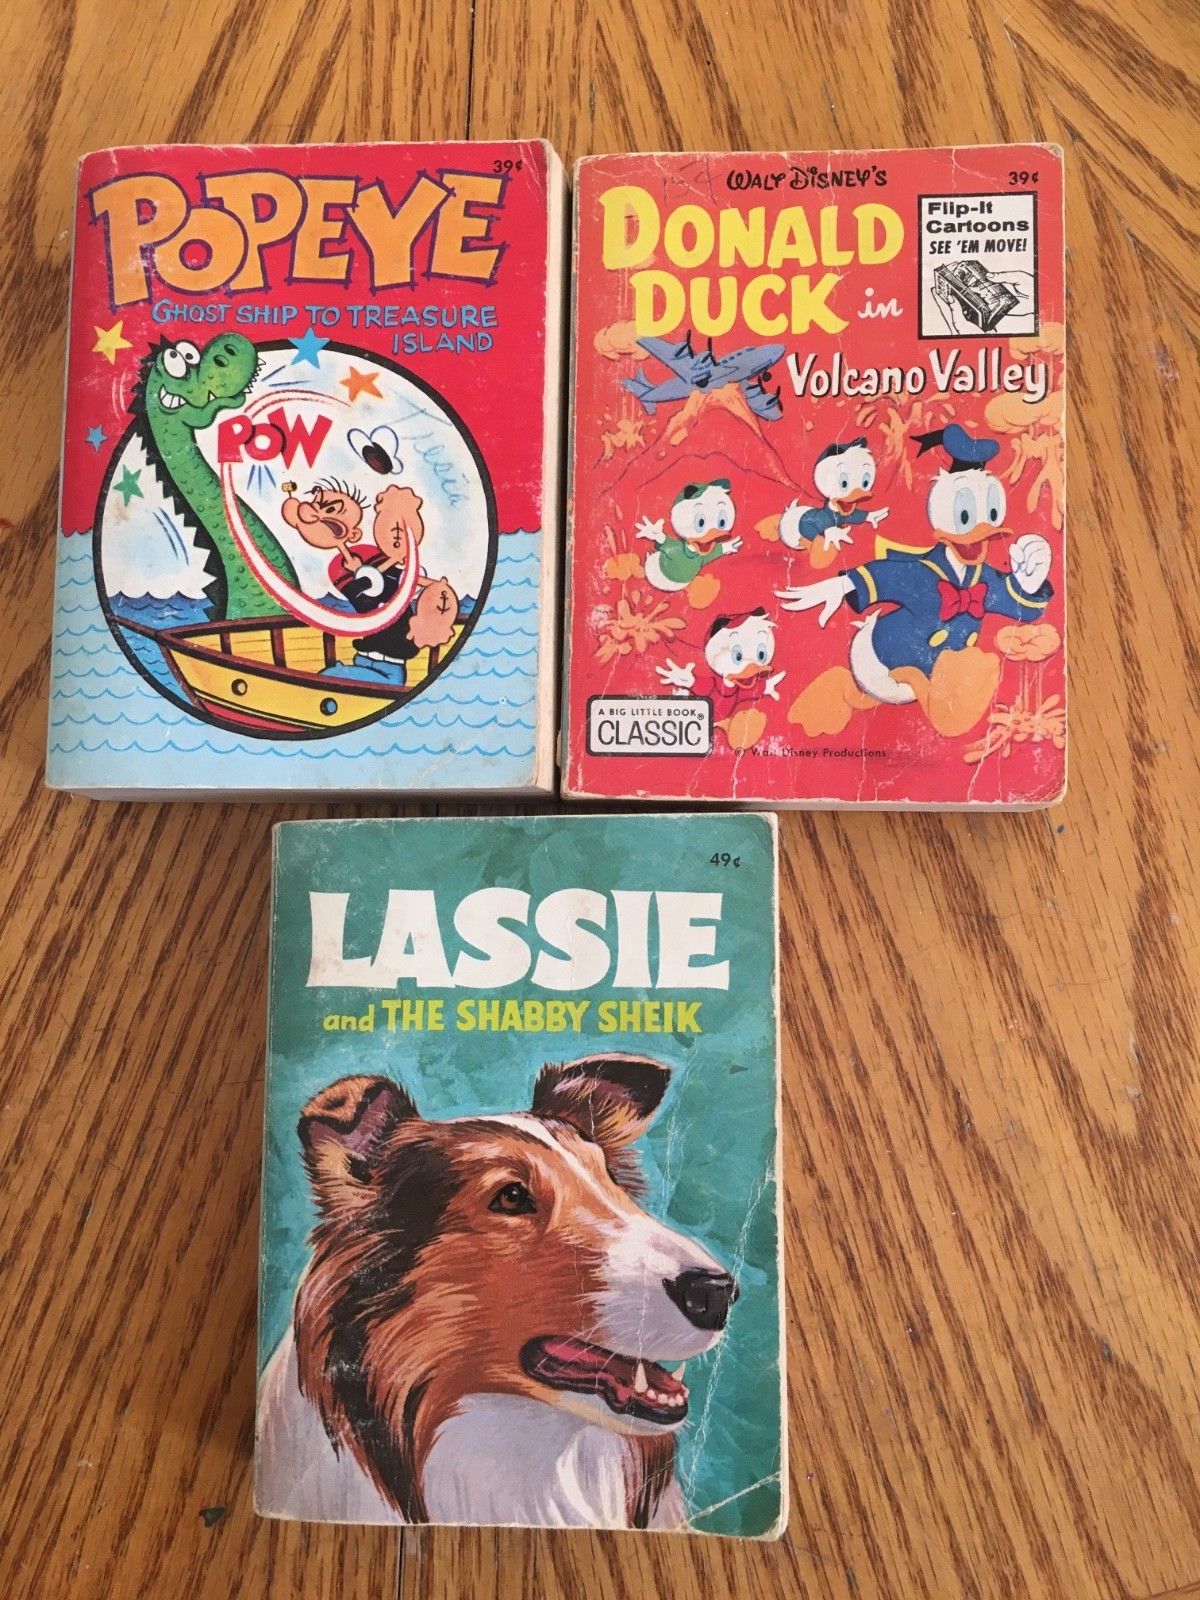 39¢
POPEYE
GHOST SHIP TO TREASURE
ISLAND
POW
WALT DISNEY'S
39¢
DONALD
DUCK in
Volcano Valley
Flip-It
Cartoons
SEE 'EM MOVE!
A BIG LITTLE BOOK®
CLASSIC
© Walt Disney Productions
49¢
LASSIE
and THE SHABBY SHEIK